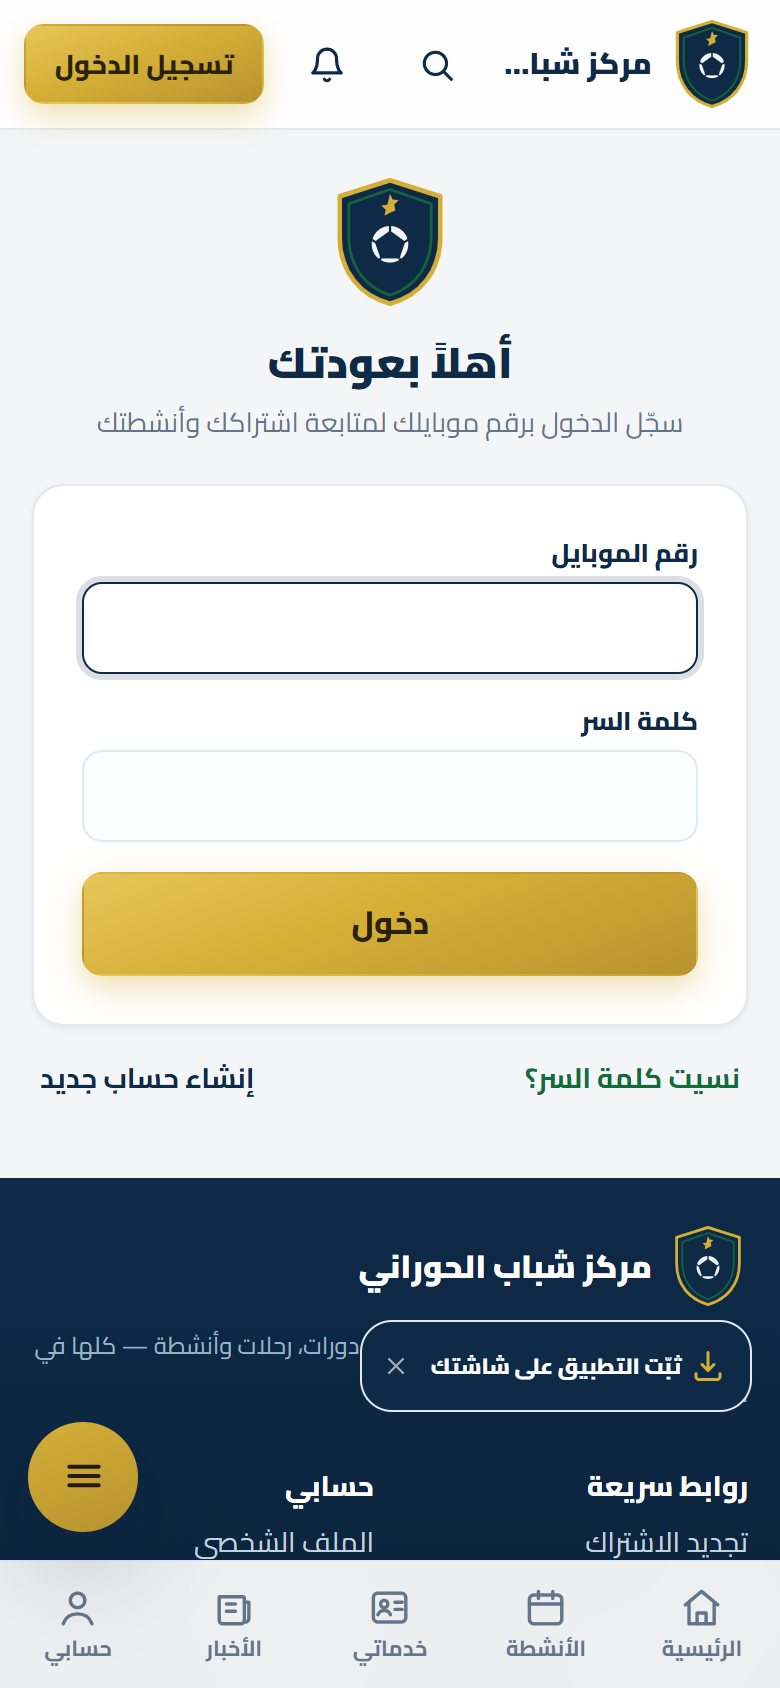 مركز شبا...
تسجيل الدخول
أهلاً بعودتك
سجّل الدخول برقم موبايلك لمتابعة اشتراكك وأنشطتك
رقم الموبايل
كلمة السر
دخول
نسيت كلمة السر؟
إنشاء حساب جديد
مركز شباب الحوراني
دورات، رحلات وأنشطة — كلها في
ثبّت التطبيق على شاشتك
روابط سريعة
حسابي
تجديد الاشتراك
الملف الشخصي
الرئيسية
الأنشطة
خدماتي
الأخبار
حسابي